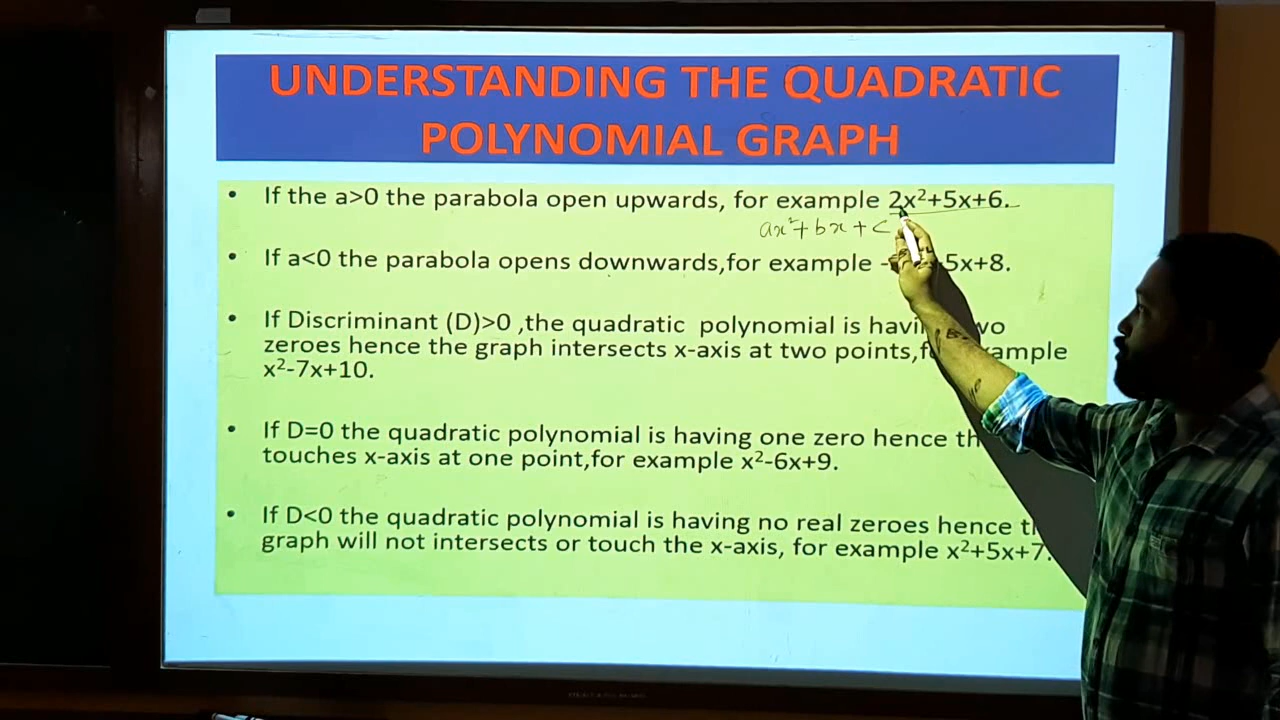 UNDERSTANDING THE QUADRATIC
POLYNOMIAL GRAPH
• If the a>0 the parabola open upwards, for example 2x²+5x+6.
ax²+bx+c
• If a<0 the parabola opens downwards,for example - 5x+8.
• If Discriminant (D)>0 ,the quadratic polynomial is
zeroes hence the graph intersects x-axis at two points,
x²-7x+10.
• If D=0 the quadratic polynomial is having one zero hence
touches x-axis at one point,for example x²-6x+9.
• If D<0 the quadratic polynomial is having no real zeroes hence
graph will not intersects or touch the x-axis, for example x²+5x+7.